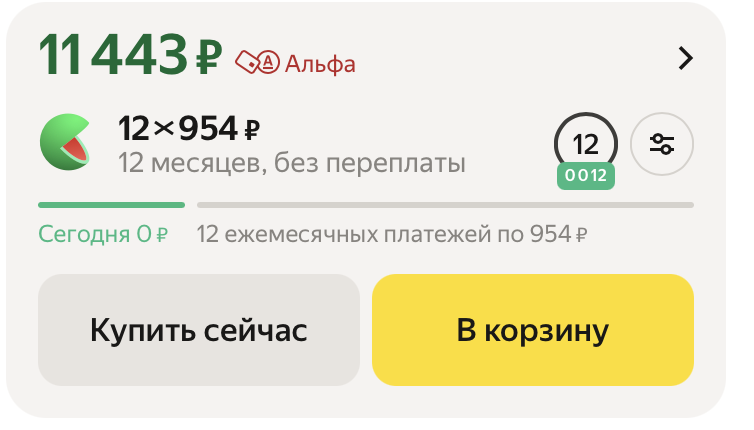 11 443 ₽ Альфа
12×954 ₽
12 месяцев, без переплаты
12
0012
Сегодня 0 ₽
12 ежемесячных платежей по 954 ₽
Купить сейчас
В корзину